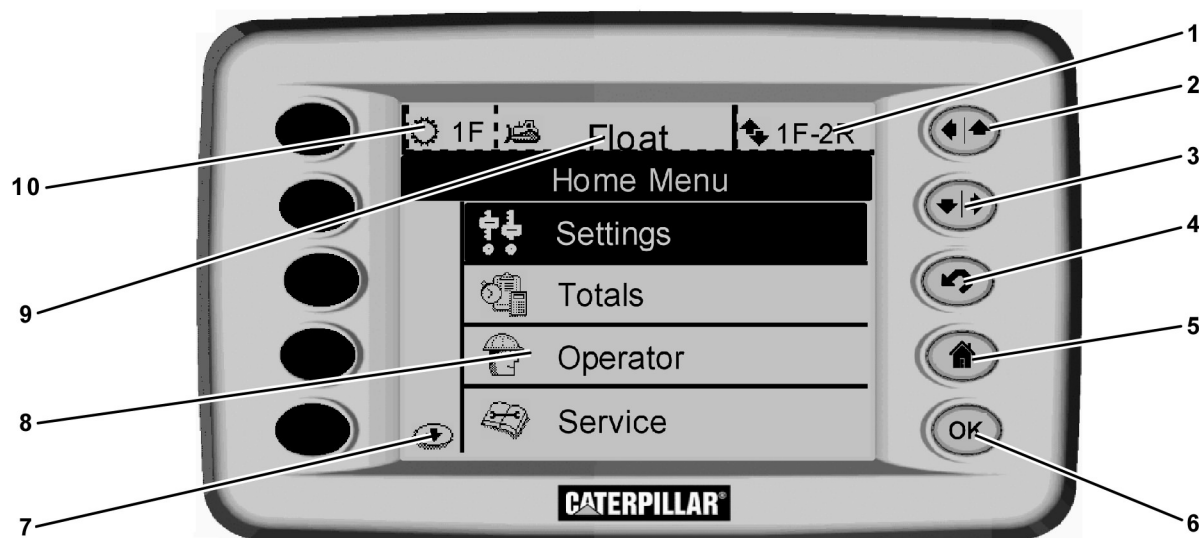 1F Float 1F-2R
Home Menu
Settings
Totals
Operator
Service
OK
CATERPILLAR®
1
2
3
4
5
6
7
8
9
10